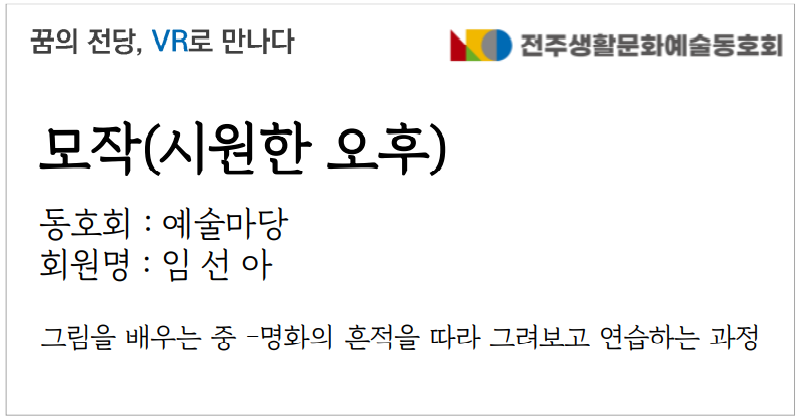 꿈의 전당, VR로 만나다
전주생활문화예술동호회
모작(시원한 오후)
동호회 : 예술마당
회원명 : 임 선 아
그림을 배우는 중 -명화의 흔적을 따라 그려보고 연습하는 과정